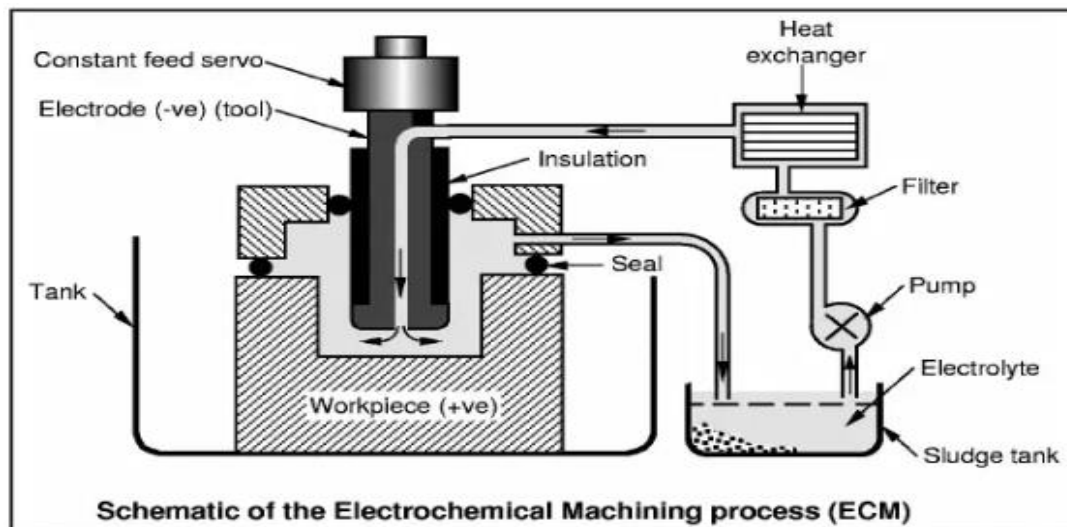 Heat
exchanger
Constant feed servo
Electrode (-ve) (tool)
Insulation
Filter
Seal
Tank
Pump
Electrolyte
Workpiece (+ve)
Sludge tank
Schematic of the Electrochemical Machining process (ECM)